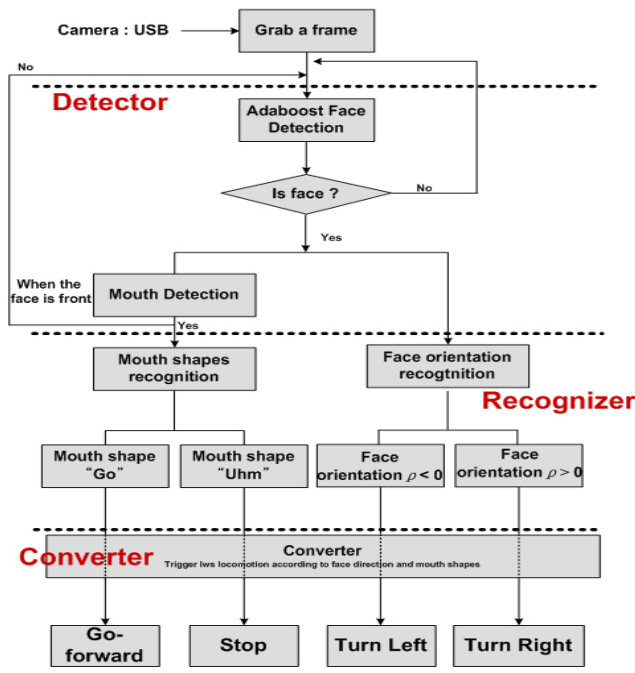 Camera : USB
Grab a frame
No
Detector
Adaboost Face
Detection
Is face ?
No
Yes
When the
face is front
Mouth Detection
Yes
Mouth shapes
recognition
Face orientation
recogtnition
Recognizer
Mouth shape
“Go”
Mouth shape
“Uhm”
Face
orientation ρ < 0
Face
orientation ρ > 0
Converter
Converter
Trigger Iws locomotion according to face direction and mouth shapes
Go-
forward
Stop
Turn Left
Turn Right